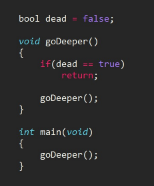 bool dead = false;
void goDeeper()
{
if(dead == true)
return;
goDeeper();
}
int main(void)
{
goDeeper();
}